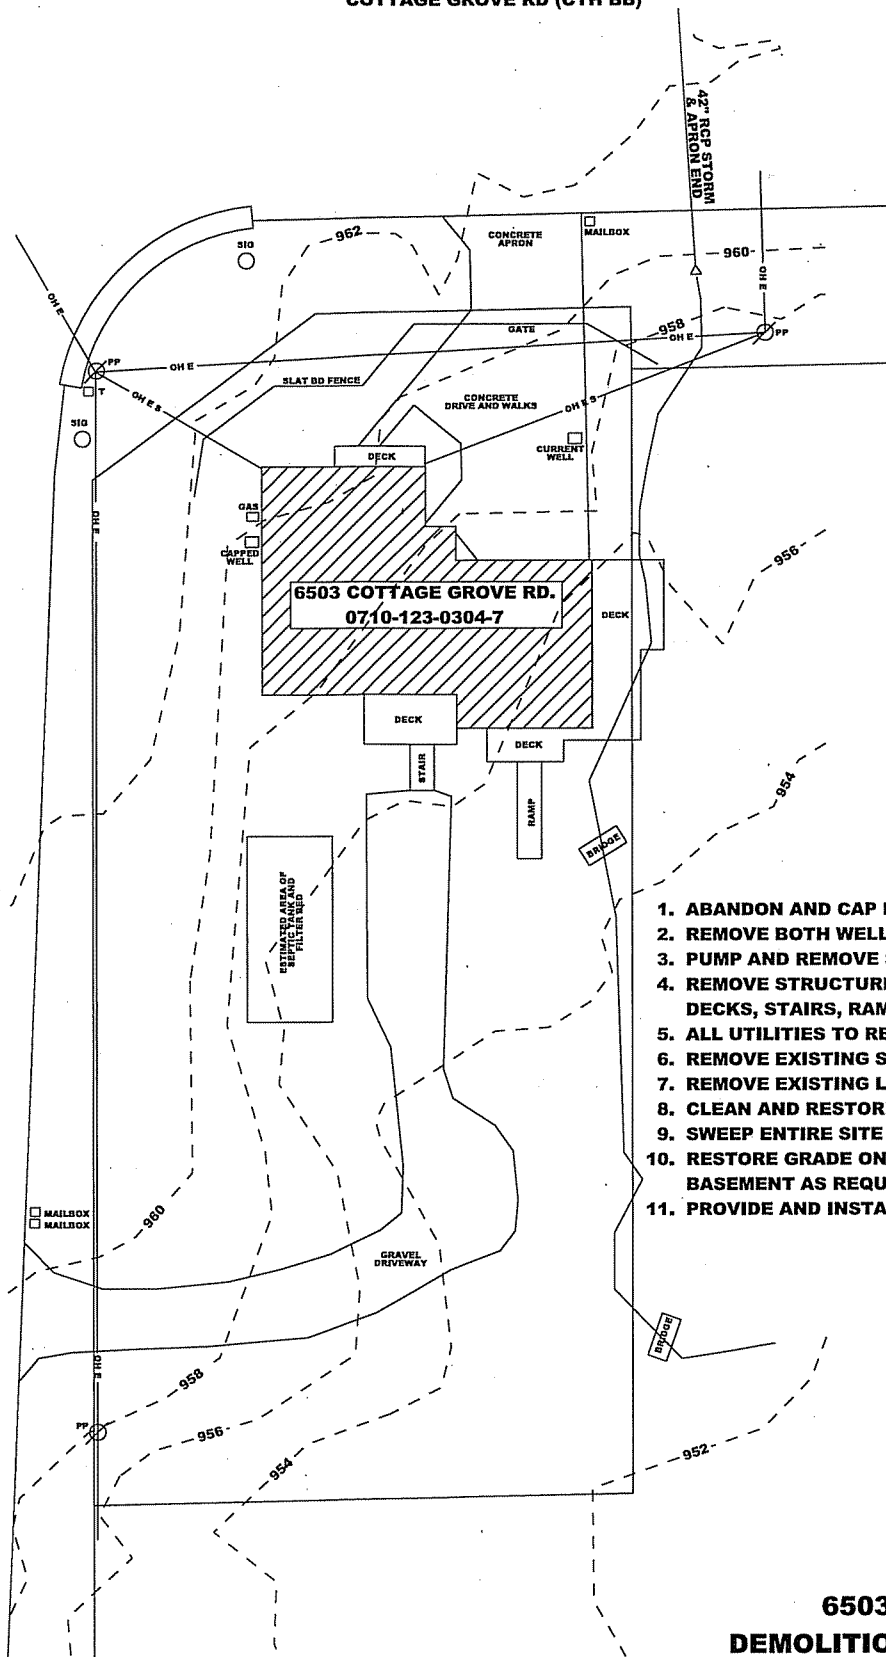 COTTAGE GROVE RD (CTH BB)
42" RCP STORM
& APRON END
SIG
962
CONCRETE
APRON
MAILBOX
960
OH E
OH E
958
GATE
OH E
PP
PP
OH E
T
SLAT BD FENCE
OH E S
CONCRETE
DRIVE AND WALKS
OH E S
SIG
CURRENT
WELL
DECK
GAS
OH E
CAPPED
WELL
956
6503 COTTAGE GROVE RD.
0710-123-0304-7
DECK
DECK
DECK
STAIR
RAMP
954
BRIDGE
ESTIMATED AREA OF
SEPTIC TANK AND
FILTER BED
1. ABANDON AND CAP
2. REMOVE BOTH WELL
3. PUMP AND REMOVE
4. REMOVE STRUCTUR
DECKS, STAIRS, RAM
5. ALL UTILITIES TO RE
6. REMOVE EXISTING S
7. REMOVE EXISTING L
8. CLEAN AND RESTOR
9. SWEEP ENTIRE SITE
10. RESTORE GRADE ON
BASEMENT AS REQU
11. PROVIDE AND INSTA
MAILBOX
MAILBOX
960
GRAVEL
DRIVEWAY
BRIDGE
OH E
958
PP
956
954
952
6503
DEMOLITIO